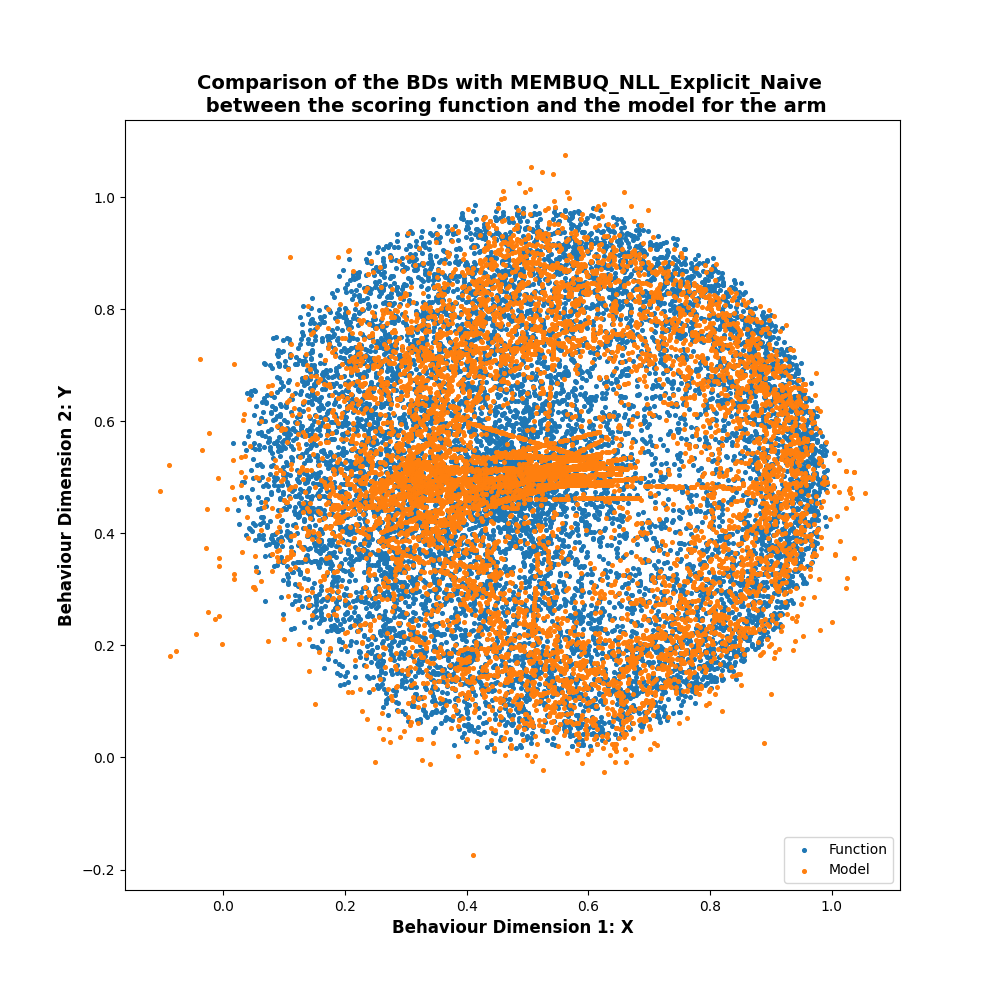 Comparison of the BDs with MEMBUQ_NLL_Explicit_Naive
between the scoring function and the model for the arm
Behaviour Dimension 2: Y
1.0
0.8
0.6
0.4
0.2
0.0
−0.2
0.0 0.2 0.4 0.6 0.8 1.0
Behaviour Dimension 1: X
Function
Model